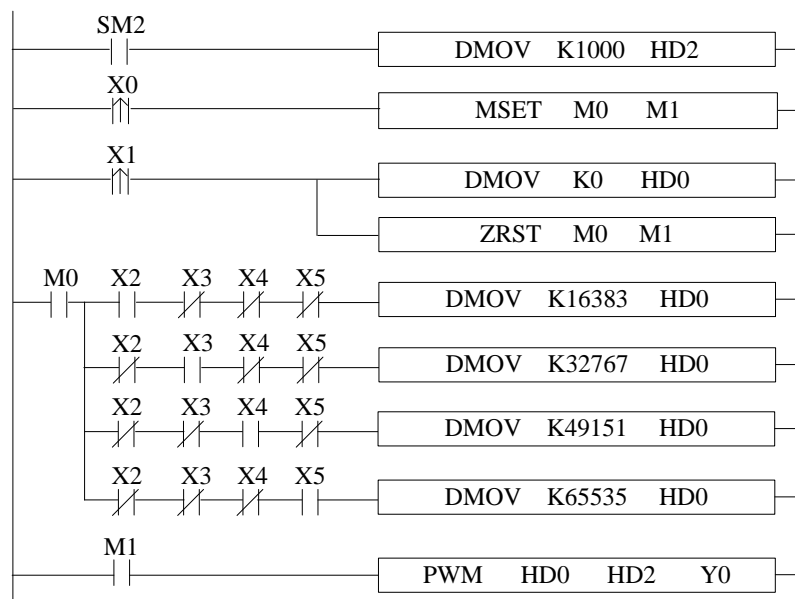 SM2
DMOV K1000 HD2
X0
MSET M0 M1
X1
DMOV K0 HD0
ZRST M0 M1
M0 X2 X3 X4 X5
DMOV K16383 HD0
X2 X3 X4 X5
DMOV K32767 HD0
X2 X3 X4 X5
DMOV K49151 HD0
X2 X3 X4 X5
DMOV K65535 HD0
M1
PWM HD0 HD2 Y0